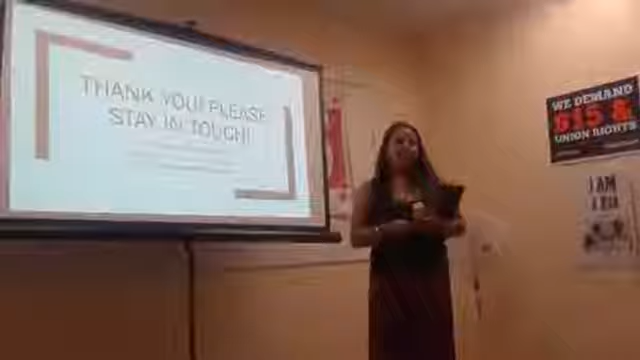 THANK YOU! PLEASE
STAY IN TOUCH!
WE DEMAND
$15 &
UNION RIGHTS
I AM
A